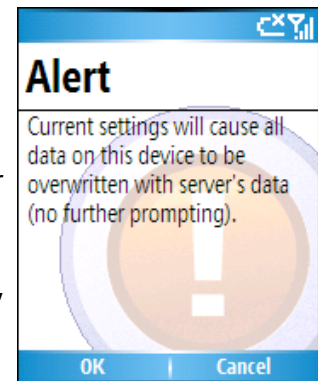 Alert
Current settings will cause all
data on this device to be
overwritten with server's data
(no further prompting).
OK Cancel